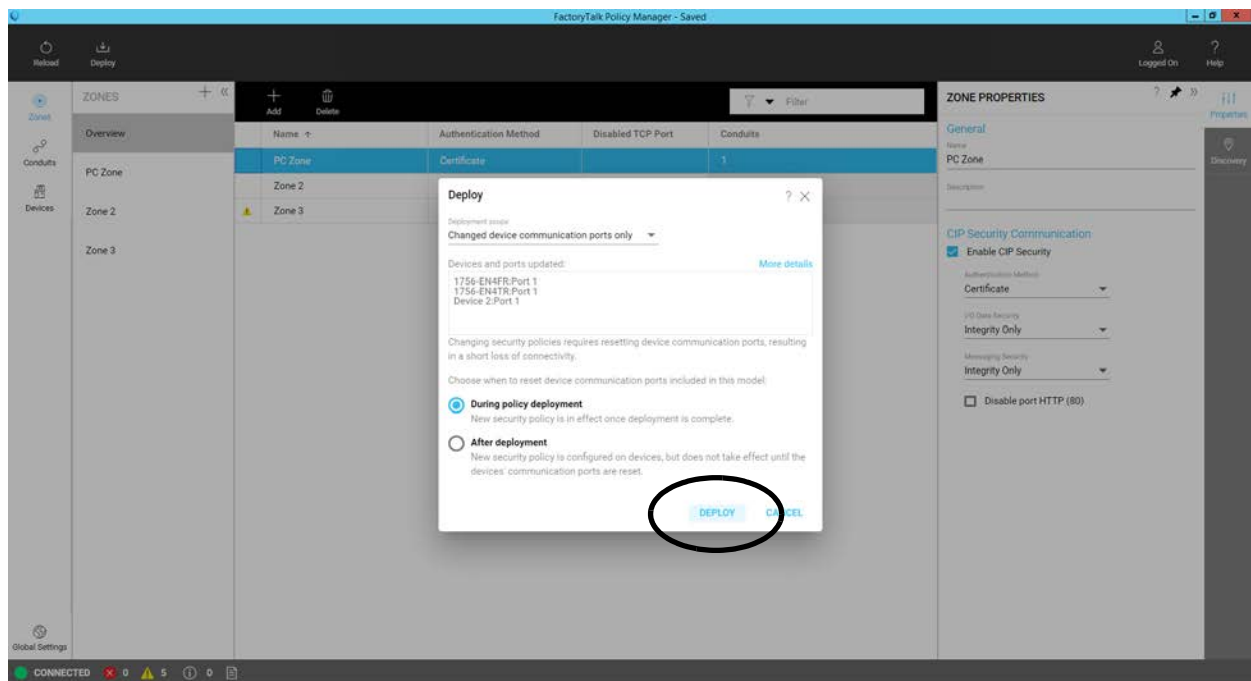 FactoryTalk Policy Manager - Saved
Reload
Deploy
Logged On
Help
Zones
Conduits
Devices
Global Settings
ZONES
Overview
PC Zone
Zone 2
Zone 3
Add
Delete
Filter
Name
Authentication Method
Disabled TCP Port
Conduits
PC Zone
Certificate
1
Zone 2
Zone 3
Deploy
?
Deployment scope
Changed device communication ports only
Devices and ports updated:
More details
1756-EN4FR:Port 1
1756-EN4TR:Port 1
Device 2:Port 1
Changing security policies requires resetting device communication ports, resulting
in a short loss of connectivity.
Choose when to reset device communication ports included in this model:
During policy deployment
New security policy is in effect once deployment is complete.
After deployment
New security policy is configured on devices, but does not take effect until the
devices' communication ports are reset.
DEPLOY
CANCEL
ZONE PROPERTIES
?
General
Name
PC Zone
Description
CIP Security Communication
Enable CIP Security
Authentication Method
Certificate
I/O Data Security
Integrity Only
Messaging Security
Integrity Only
Disable port HTTP (80)
Properties
Discovery
CONNECTED
0
5
0